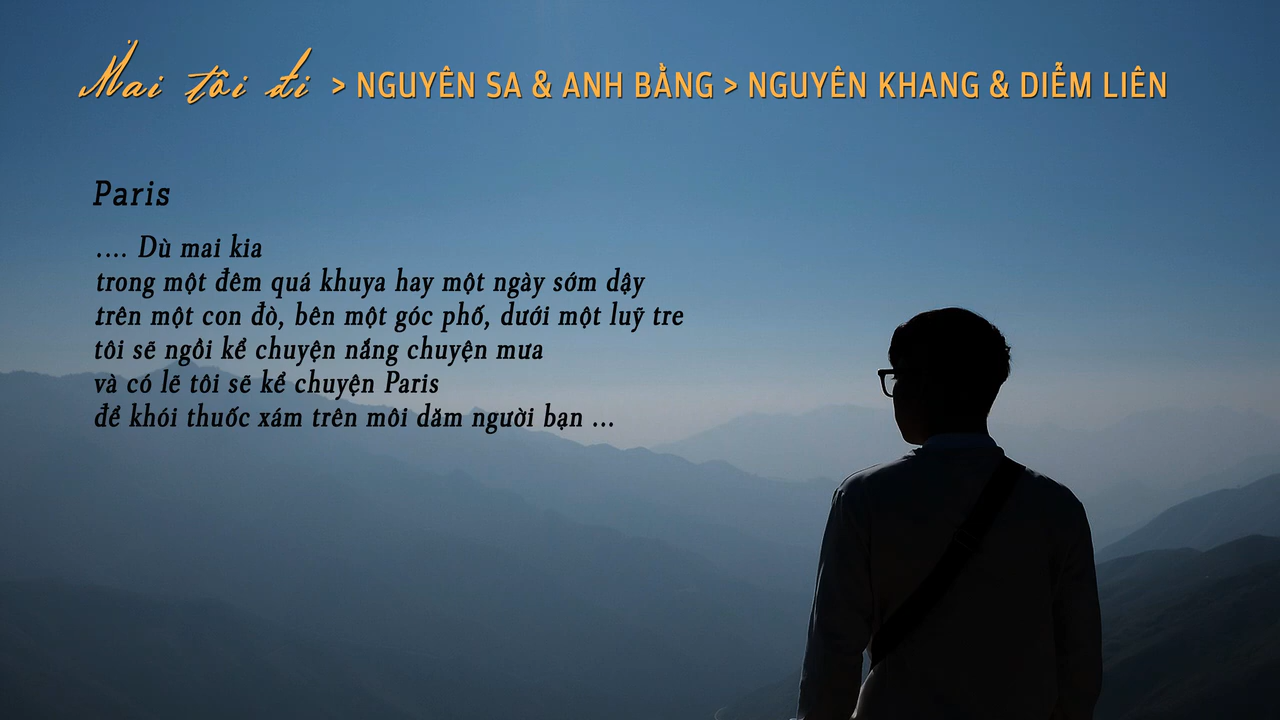 Mai tôi đi > NGUYÊN SA & ANH BẰNG > NGUYÊN KHANG & DIỄM LIÊN
Paris
.... Dù mai kia
trong một đêm quá khuya hay một ngày sớm dậy
trên một con đò, bên một góc phố, dưới một luỹ tre
tôi sẽ ngồi kể chuyện nắng chuyện mưa
và có lẽ tôi sẽ kể chuyện Paris
để khói thuốc xám trên môi dăm người bạn ...